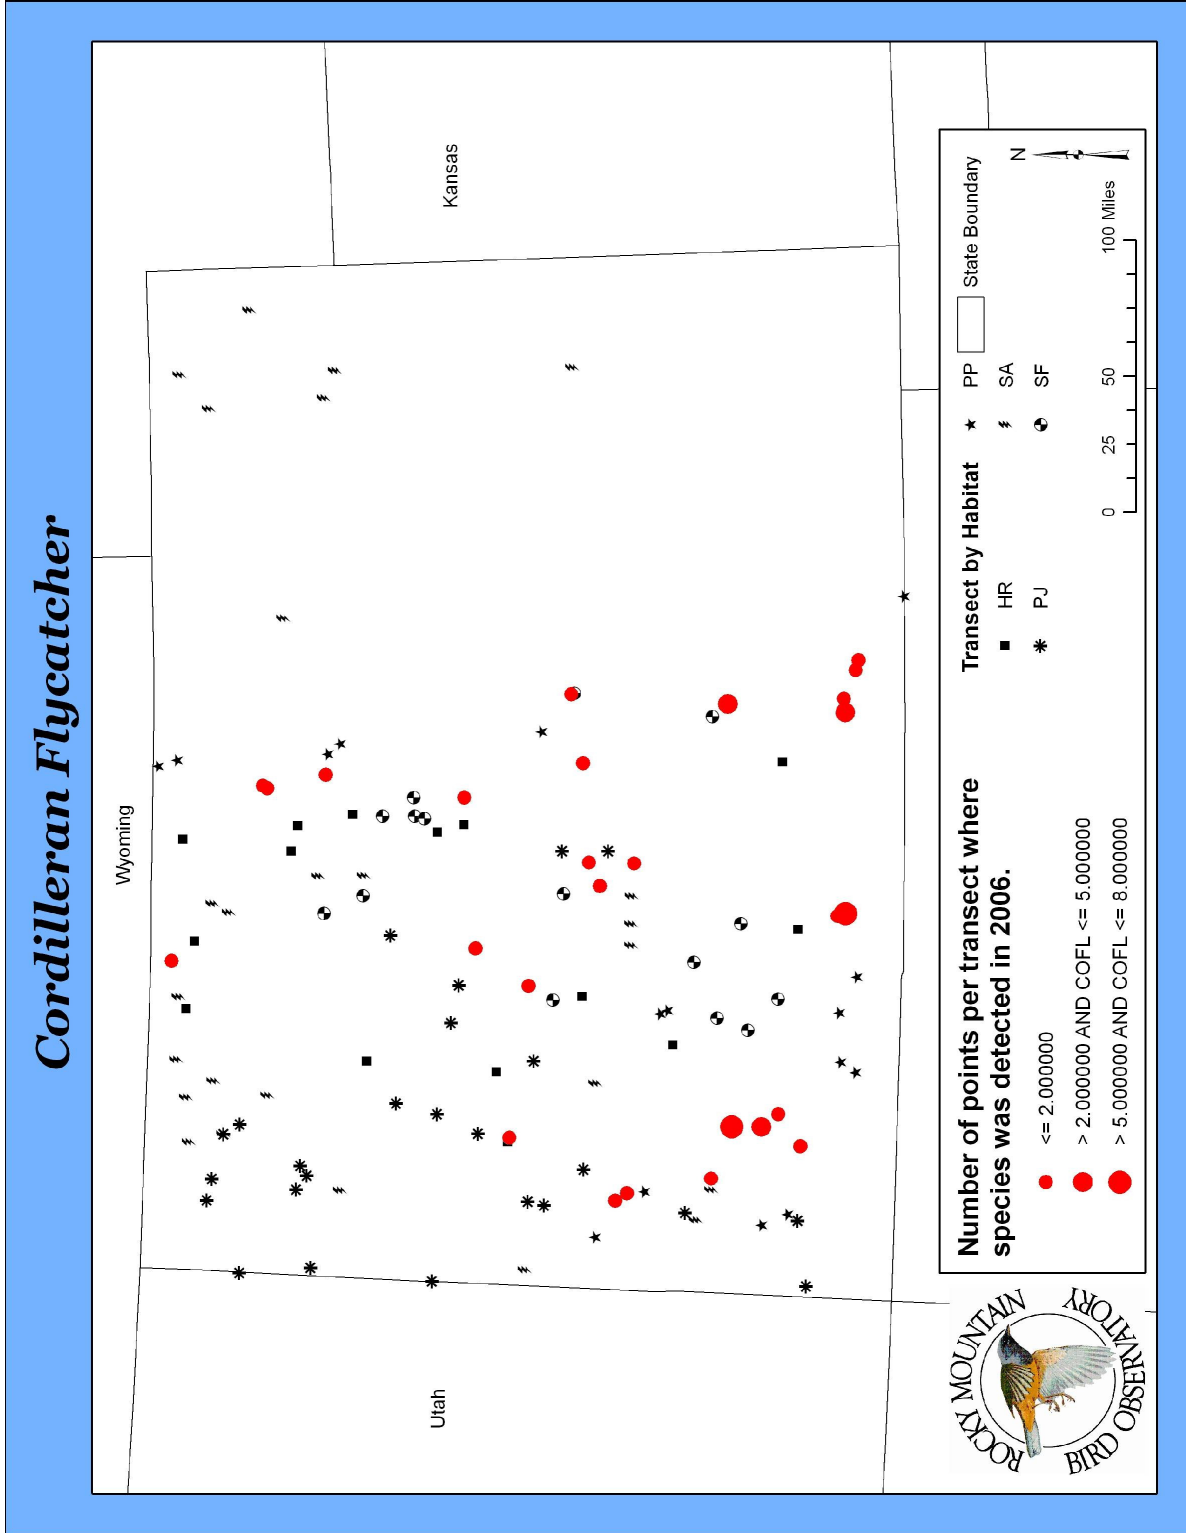 Cordilleran Flycatcher
Wyoming
Kansas
Utah
Number of points per transect where
species was detected in 2006.
<= 2.000000
> 2.000000 AND COFL <= 5.000000
> 5.000000 AND COFL <= 8.000000
Transect by Habitat
HR
PJ
PP
SA
SF
State Boundary
N
0 25 50 100 Miles
ROCKY MOUNTAIN
BIRD OBSERVATORY